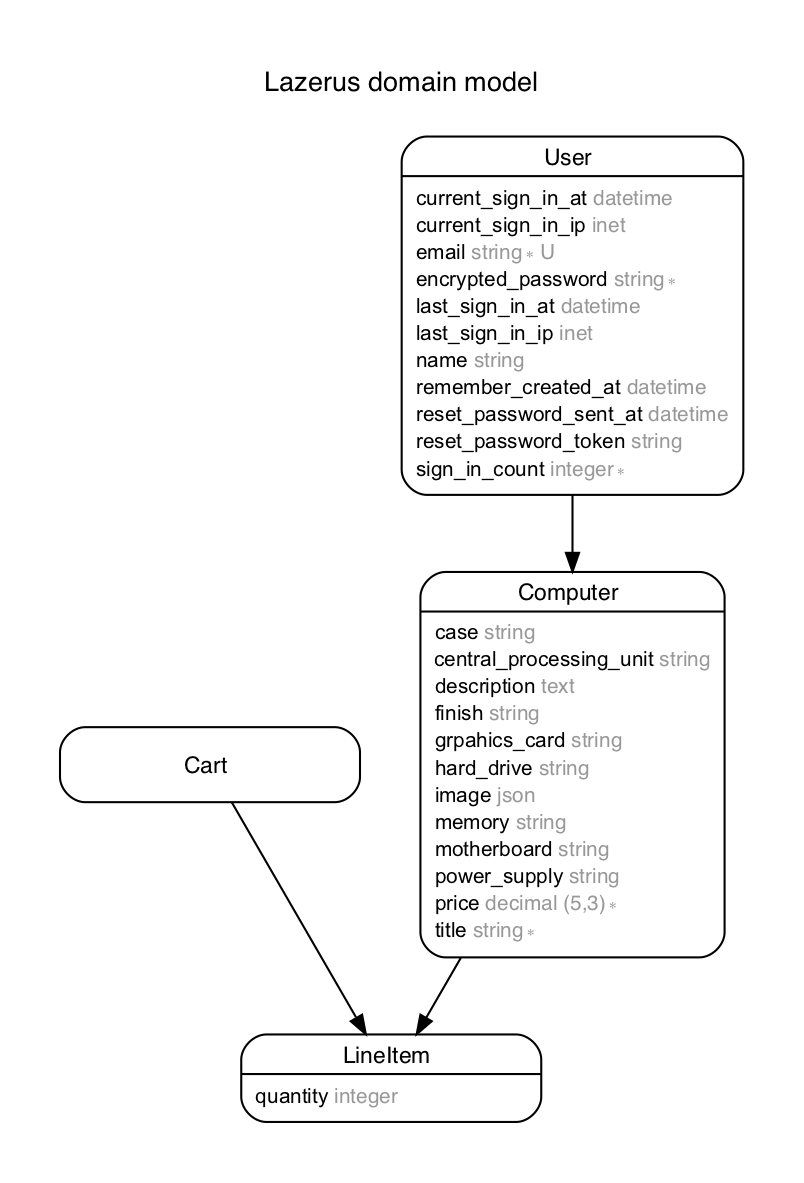 Lazerus domain model
User
current_sign_in_at datetime
current_sign_in_ip inet
email string * U
encrypted_password string *
last_sign_in_at datetime
last_sign_in_ip inet
name string
remember_created_at datetime
reset_password_sent_at datetime
reset_password_token string
sign_in_count integer *
Computer
case string
central_processing_unit string
description text
finish string
grpahics_card string
hard_drive string
image json
memory string
motherboard string
power_supply string
price decimal (5,3) *
title string *
Cart
LineItem
quantity integer